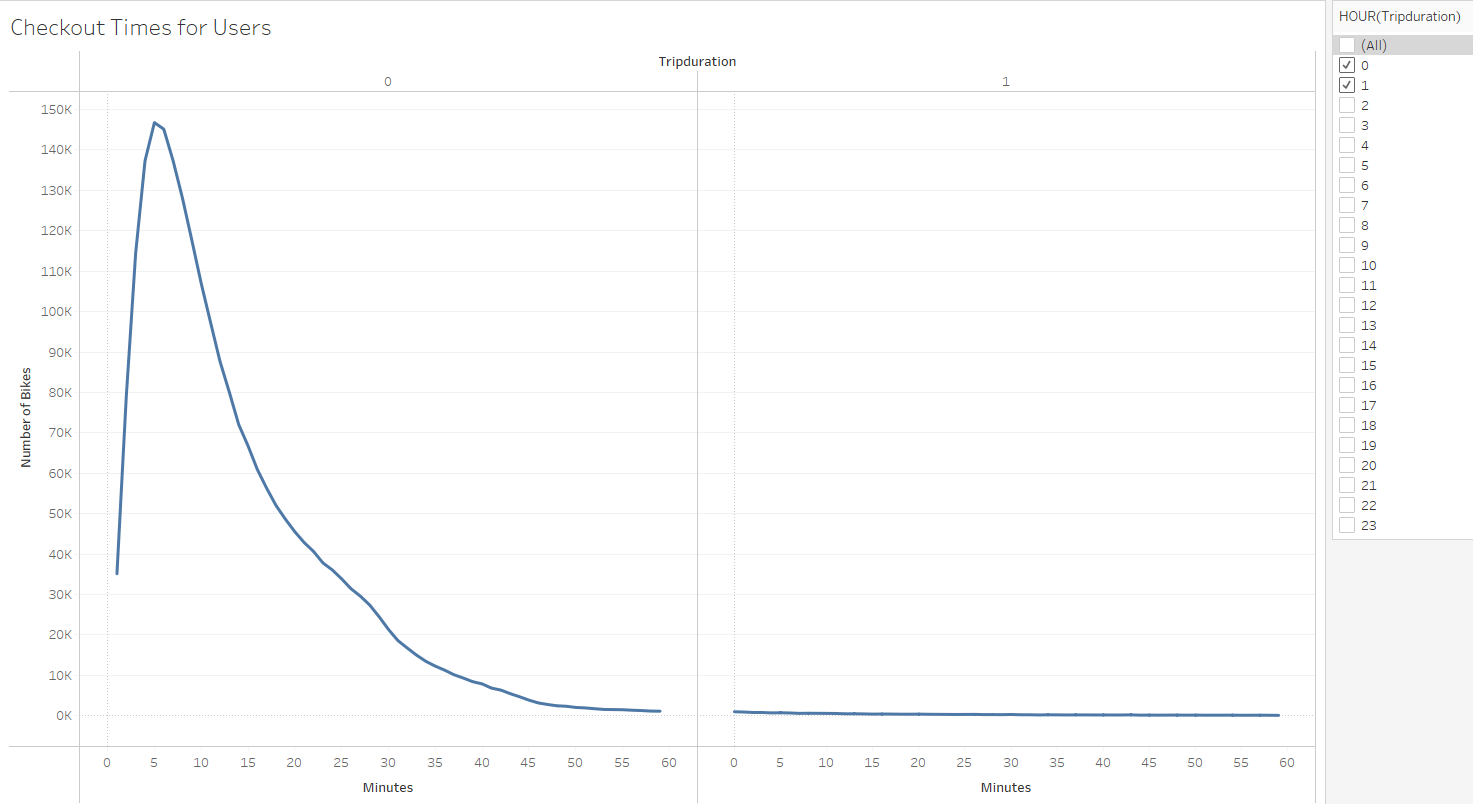 Checkout Times for Users
Tripduration
0 1
150K
140K
130K
120K
110K
100K
90K
80K
70K
60K
50K
40K
30K
20K
10K
0K
Number of Bikes
0 5 10 15 20 25 30 35 40 45 50 55 60
0 5 10 15 20 25 30 35 40 45 50 55 60
Minutes
Minutes
HOUR(Tripduration)
(All)
0
1
2
3
4
5
6
7
8
9
10
11
12
13
14
15
16
17
18
19
20
21
22
23